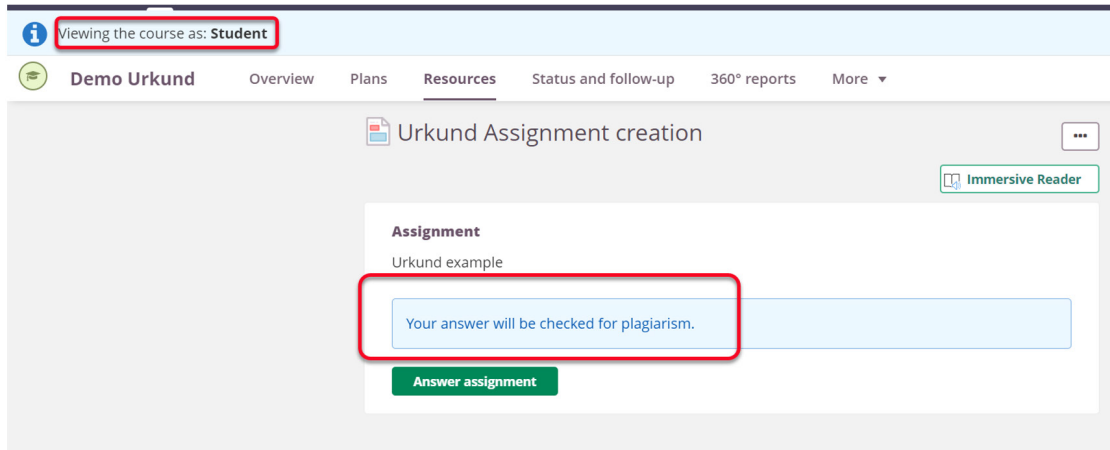 Viewing the course as: Student
Demo Urkund Overview Plans Resources Status and follow-up 360° reports More
Urkund Assignment creation
Immersive Reader
Assignment
Urkund example
Your answer will be checked for plagiarism.
Answer assignment